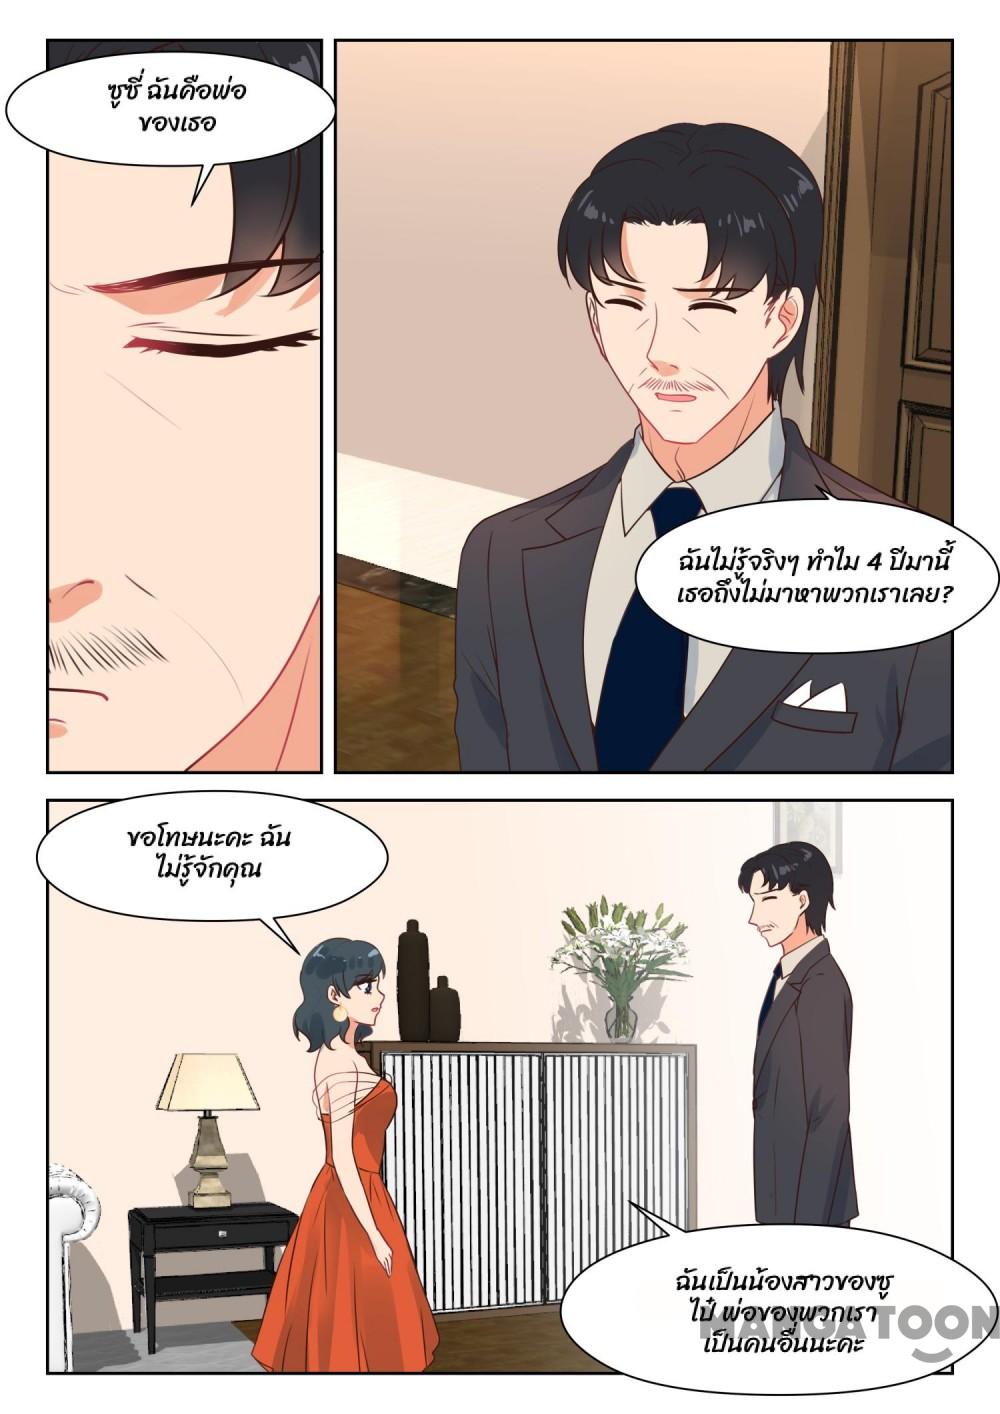 ซูซี่ ฉันคือพ่อ
ของเธอ
ฉันไม่รู้จริงๆ ทำไม 4 ปีมานี้
เธอถึงไม่มาหาพวกเราเลย?
ขอโทษนะคะ ฉัน
ไม่รู้จักคุณ
ฉันเป็นน้องสาวของซู
ไป๋ พ่อของพวกเรา
เป็นคนอื่นนะคะ
MANGATOON